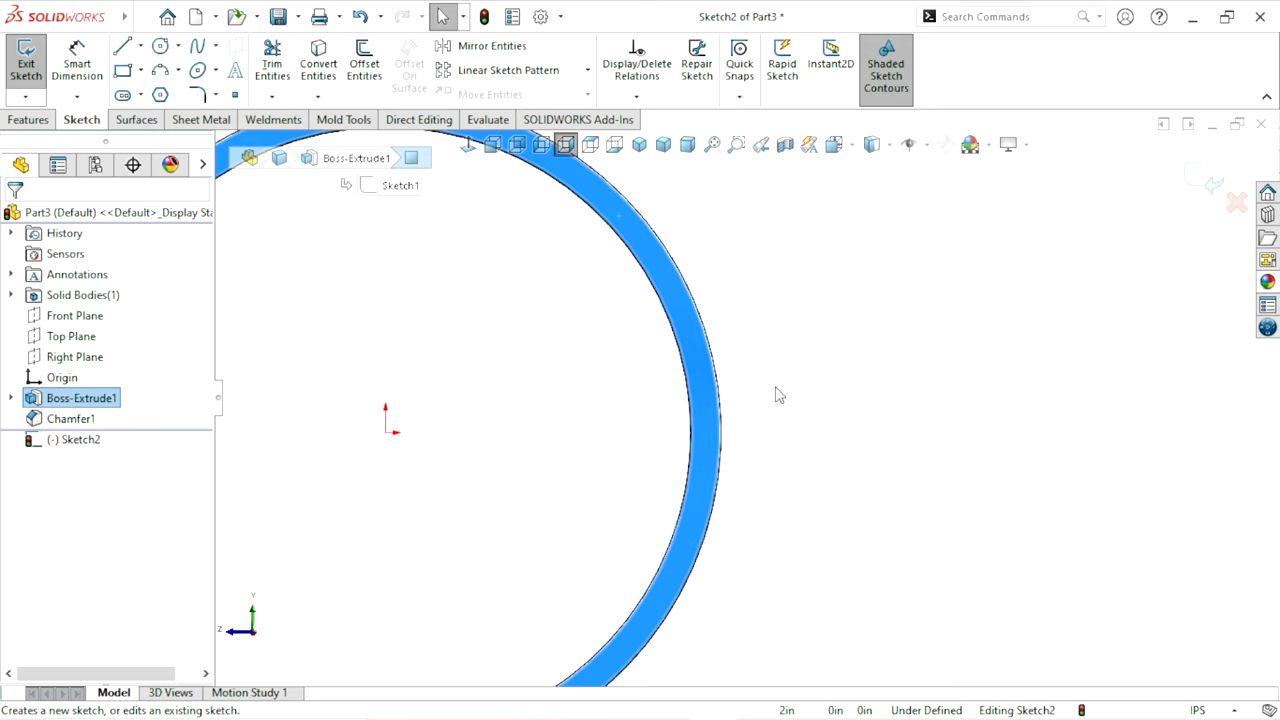 SOLIDWORKS
Sketch2 of Part3 *
Search Commands
Exit Sketch
Smart Dimension
Trim Entities
Convert Entities
Offset Entities
Offset On Surface
Mirror Entities
Linear Sketch Pattern
Move Entities
Display/Delete Relations
Repair Sketch
Quick Snaps
Rapid Sketch
Instant2D
Shaded Sketch Contours
Features
Sketch
Surfaces
Sheet Metal
Weldments
Mold Tools
Direct Editing
Evaluate
SOLIDWORKS Add-Ins
Boss-Extrude1
Sketch1
Part3 (Default) <<Default>_Display Sta
History
Sensors
Annotations
Solid Bodies(1)
Front Plane
Top Plane
Right Plane
Origin
Boss-Extrude1
Chamfer1
(-) Sketch2
Y
Z
Model
3D Views
Motion Study 1
Creates a new sketch, or edits an existing sketch.
2in
0in
0in
Under Defined
Editing Sketch2
IPS